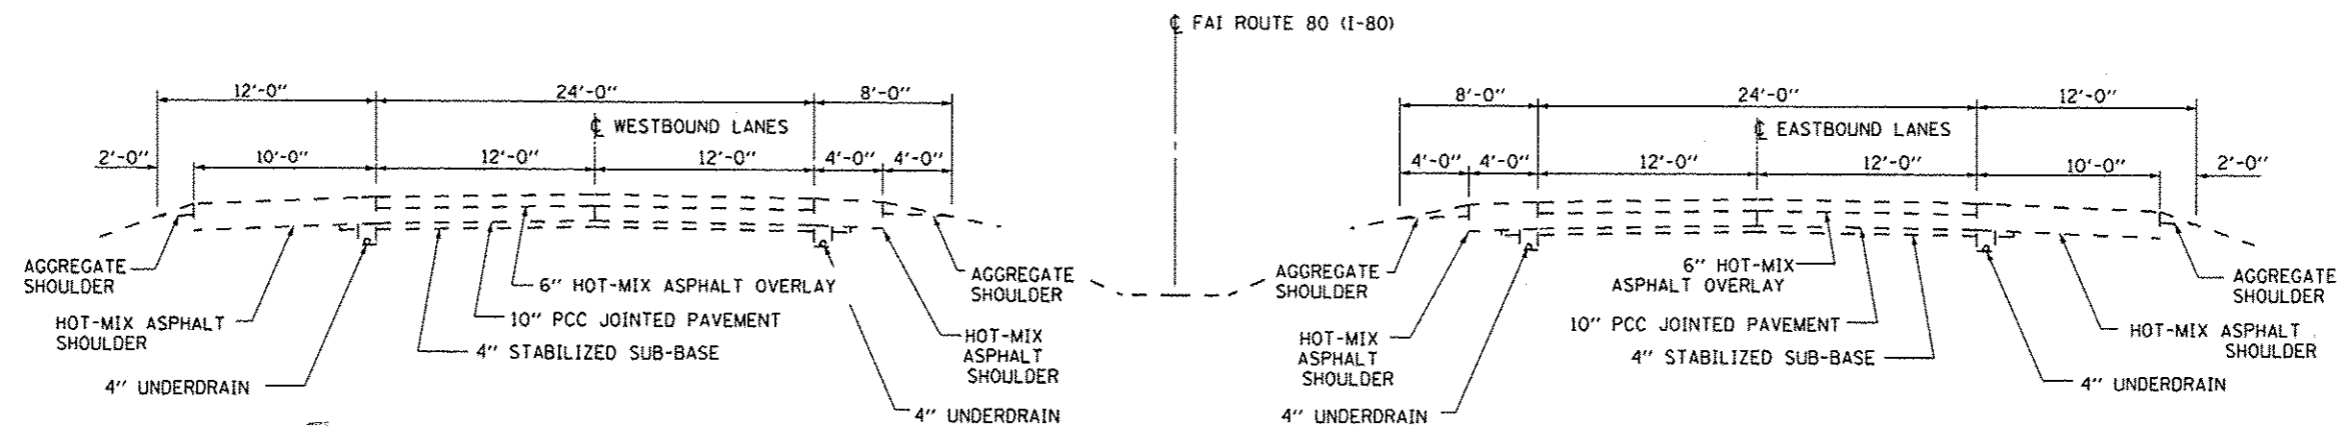 ℄ FAI ROUTE 80 (I-80)
12'-0" 24'-0" 8'-0"
℄ WESTBOUND LANES
2'-0" 10'-0" 12'-0" 12'-0" 4'-0" 4'-0"
AGGREGATE
SHOULDER
HOT-MIX ASPHALT
SHOULDER
4" UNDERDRAIN
6" HOT-MIX ASPHALT OVERLAY
10" PCC JOINTED PAVEMENT
4" STABILIZED SUB-BASE
AGGREGATE
SHOULDER
HOT-MIX
ASPHALT
SHOULDER
4" UNDERDRAIN
8'-0" 24'-0" 12'-0"
℄ EASTBOUND LANES
4'-0" 4'-0" 12'-0" 12'-0" 10'-0" 2'-0"
AGGREGATE
SHOULDER
HOT-MIX
ASPHALT
SHOULDER
4" UNDERDRAIN
6" HOT-MIX
ASPHALT OVERLAY
10" PCC JOINTED PAVEMENT
4" STABILIZED SUB-BASE
AGGREGATE
SHOULDER
HOT-MIX ASPHALT
SHOULDER
4" UNDERDRAIN